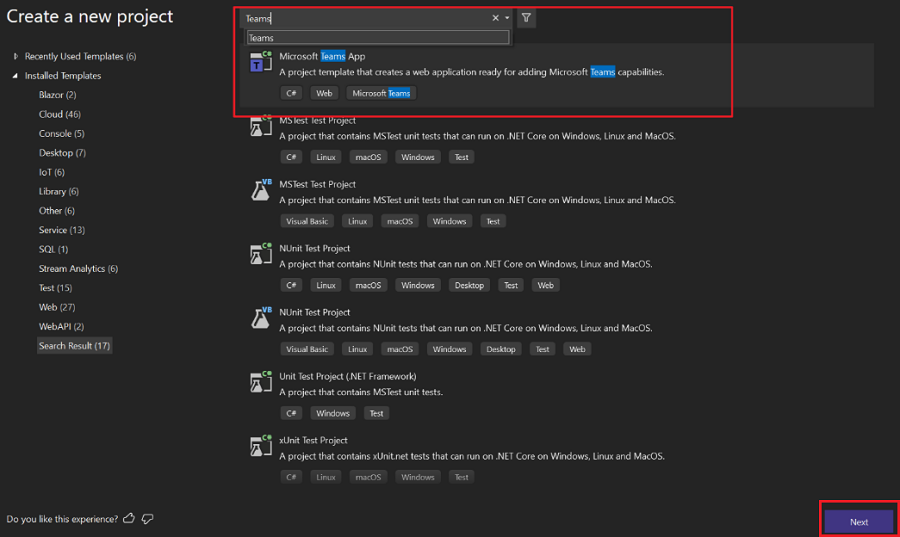 Create a new project
Recently Used Templates (6)
Installed Templates
Blazor (2)
Cloud (46)
Console (5)
Desktop (7)
IoT (6)
Library (6)
Other (6)
Service (13)
SQL (1)
Stream Analytics (6)
Test (15)
Web (27)
WebAPI (2)
Search Result (17)
Teams
Teams
C#
T
Microsoft Teams App
A project template that creates a web application ready for adding Microsoft Teams capabilities.
C# Web Microsoft Teams
C#
MSTest Test Project
A project that contains MSTest unit tests that can run on .NET Core on Windows, Linux and MacOS.
C# Linux macOS Windows Test
VB
MSTest Test Project
A project that contains MSTest unit tests that can run on .NET Core on Windows, Linux and MacOS.
Visual Basic Linux macOS Windows Test
C#
NUnit Test Project
A project that contains NUnit tests that can run on .NET Core on Windows, Linux and MacOS.
C# Linux macOS Windows Desktop Test Web
VB
NUnit Test Project
A project that contains NUnit tests that can run on .NET Core on Windows, Linux and MacOS.
Visual Basic Linux macOS Windows Desktop Test Web
C#
Unit Test Project (.NET Framework)
A project that contains MSTest unit tests.
C# Windows Test
C#
xUnit Test Project
A project that contains xUnit.net tests that can run on .NET Core on Windows, Linux and MacOS.
C# Linux macOS Windows Test
Do you like this experience?
Next